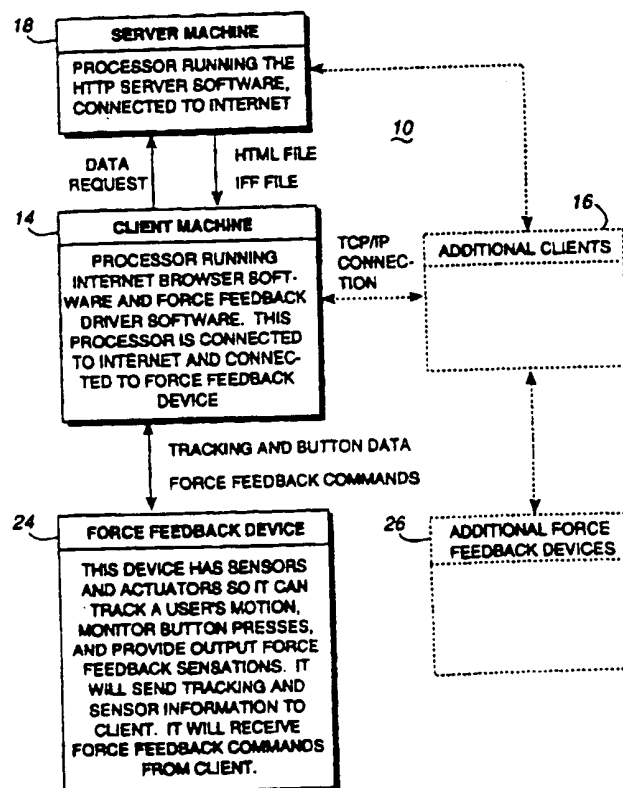 18
SERVER MACHINE
PROCESSOR RUNNING THE
HTTP SERVER SOFTWARE,
CONNECTED TO INTERNET
10
DATA
REQUEST
HTML FILE
IFF FILE
14
CLIENT MACHINE
PROCESSOR RUNNING
INTERNET BROWSER SOFT-
WARE AND FORCE FEEDBACK
DRIVER SOFTWARE. THIS
PROCESSOR IS CONNECTED
TO INTERNET AND CONNEC-
TED TO FORCE FEEDBACK
DEVICE
TCP/IP
CONNEC-
TION
16
ADDITIONAL CLIENTS
TRACKING AND BUTTON DATA
FORCE FEEDBACK COMMANDS
24
FORCE FEEDBACK DEVICE
THIS DEVICE HAS SENSORS
AND ACTUATORS SO IT CAN
TRACK A USER'S MOTION,
MONITOR BUTTON PRESSES,
AND PROVIDE OUTPUT FORCE
FEEDBACK SENSATIONS. IT
WILL SEND TRACKING AND
SENSOR INFORMATION TO
CLIENT. IT WILL RECEIVE
FORCE FEEDBACK COMMANDS
FROM CLIENT.
26
ADDITIONAL FORCE
FEEDBACK DEVICES